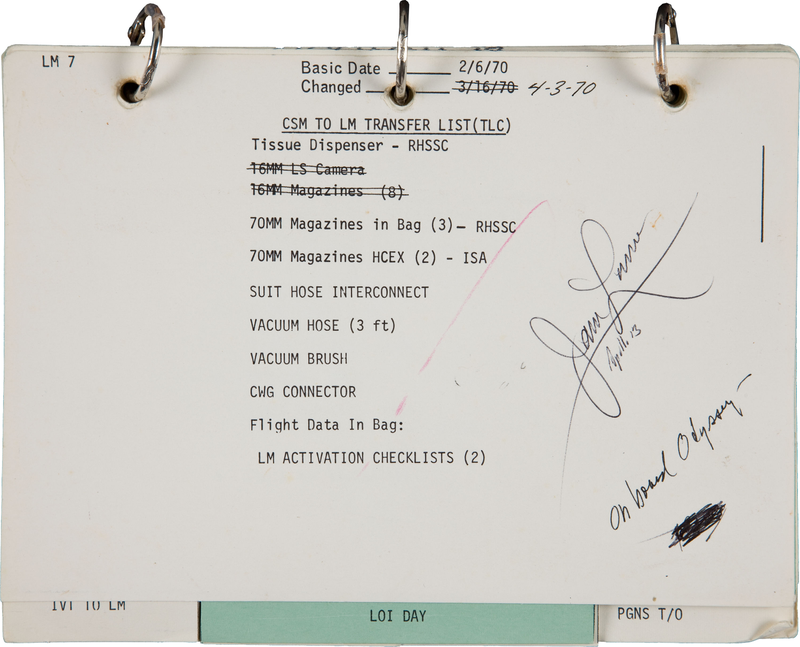 LM 7
Basic Date 2/6/70
Changed 3/16/70 4-3-70
CSM TO LM TRANSFER LIST(TLC)
Tissue Dispenser - RHSSC
16MM LS Camera
16MM Magazines (8)
70MM Magazines in Bag (3)- RHSSC
70MM Magazines HCEX (2) - ISA
SUIT HOSE INTERCONNECT
VACUUM HOSE (3 ft)
VACUUM BRUSH
CWG CONNECTOR
Flight Data In Bag:
LM ACTIVATION CHECKLISTS (2)
Apollo 13
On board Odyssey-
IVT TO LM
LOI DAY
PGNS T/O